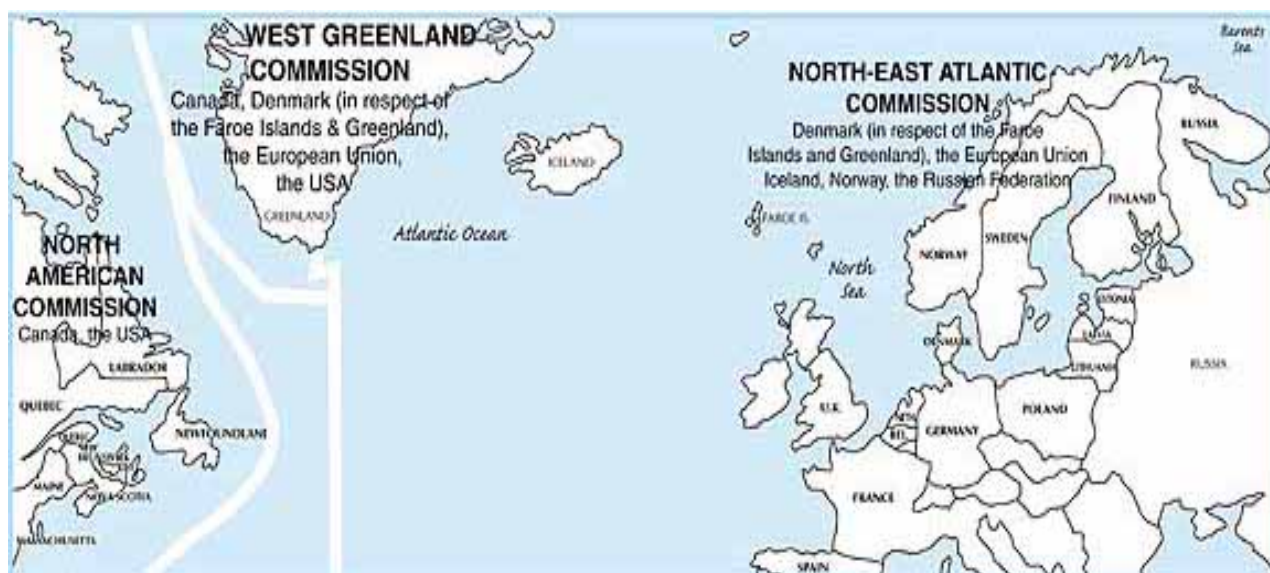 WEST GREENLAND
COMMISSION
Canada, Denmark (in respect of
the Faroe Islands & Greenland),
the European Union,
the USA
GREENLAND
ICELAND
Atlantic Ocean
NORTH-EAST ATLANTIC
COMMISSION
Denmark (in respect of the Faroe
Islands and Greenland), the European Union
Iceland, Norway, the Russian Federation
Barents
Sea
RUSSIA
FAROE IS.
North
Sea
NORWAY
SWEDEN
FINLAND
ESTONIA
LATVIA
LITHUANIA
DENMARK
RUSSIA
U.K.
NETH.
BEL.
GERMANY
POLAND
FRANCE
SPAIN
NORTH
AMERICAN
COMMISSION
Canada, the USA
LABRADOR
QUEBEC
NEWFOUNDLAND
NEW
BRUNSWICK
MAINE
NOVA SCOTIA
MASSACHUSETTS